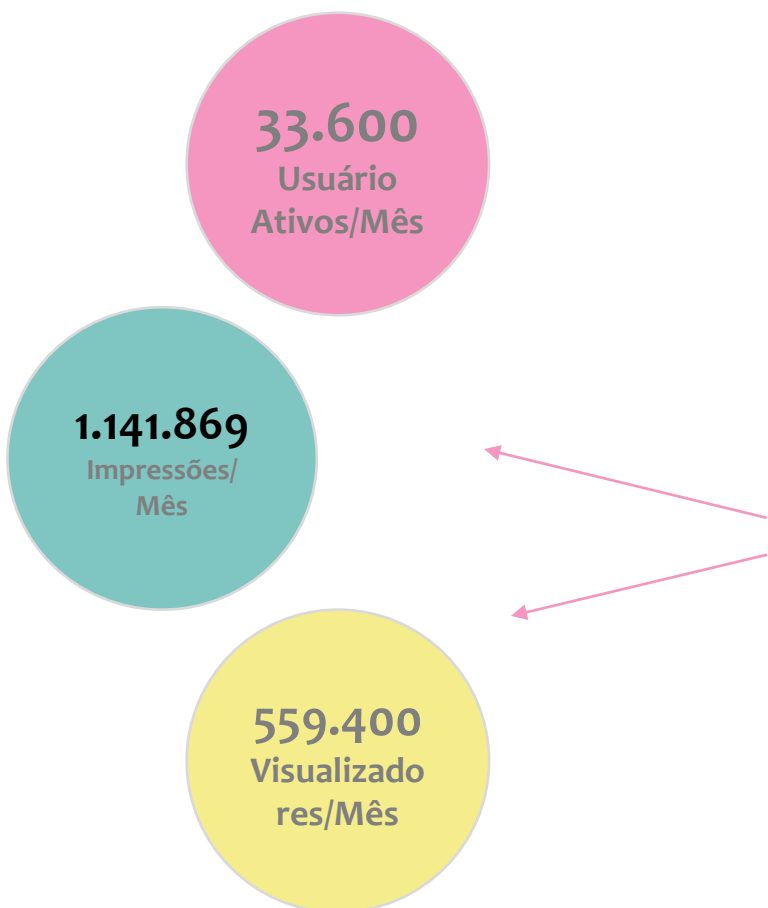 33.600
Usuário
Ativos/Mês
1.141.869
Impressões/
Mês
559.400
Visualizado
res/Mês